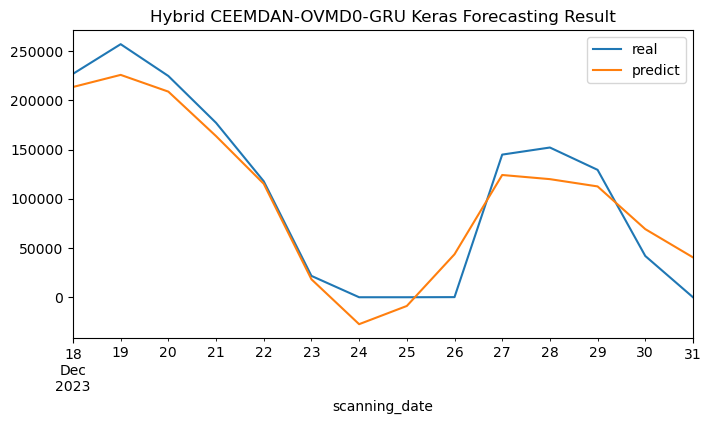 Hybrid CEEMDAN-OVMD0-GRU Keras Forecasting Result
real
predict
250000
200000
150000
100000
50000
0
18 19 20 21 22 23 24 25 26 27 28 29 30 31
Dec
2023
scanning_date